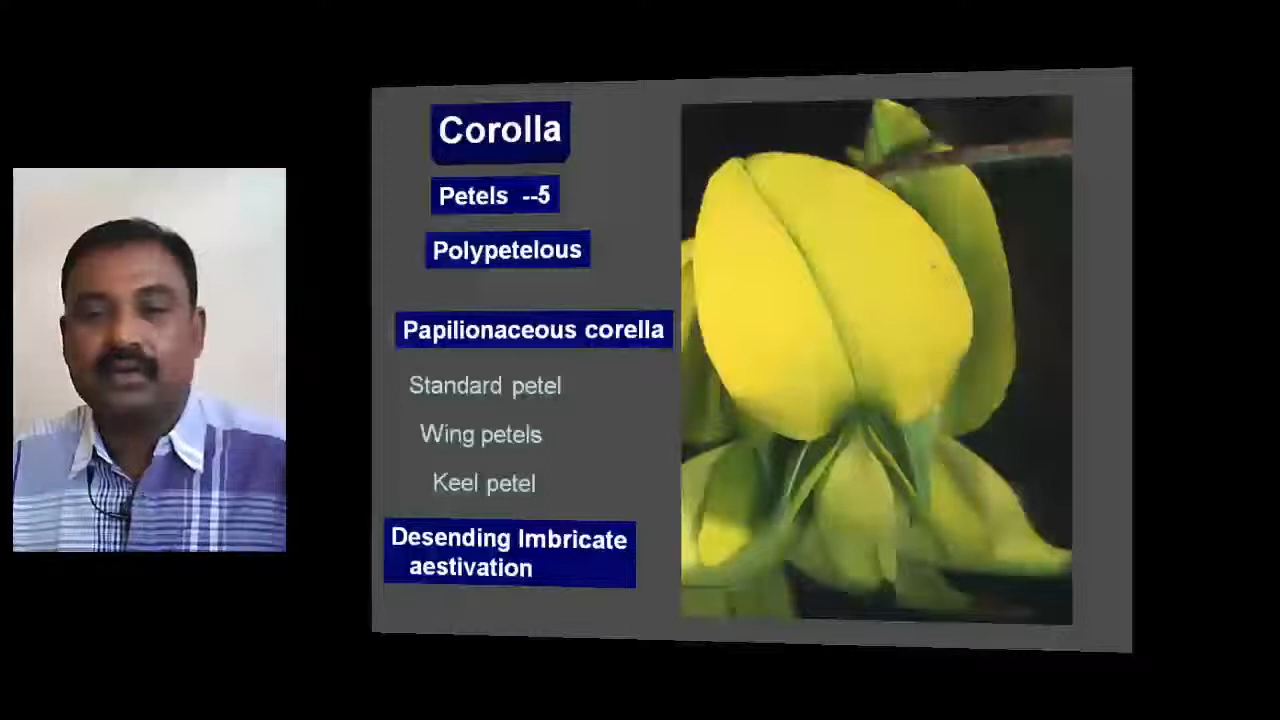 Corolla
Petels --5
Polypetelous
Papilionaceous corella
Standard petel
Wing petels
Keel petel
Desending Imbricate
aestivation